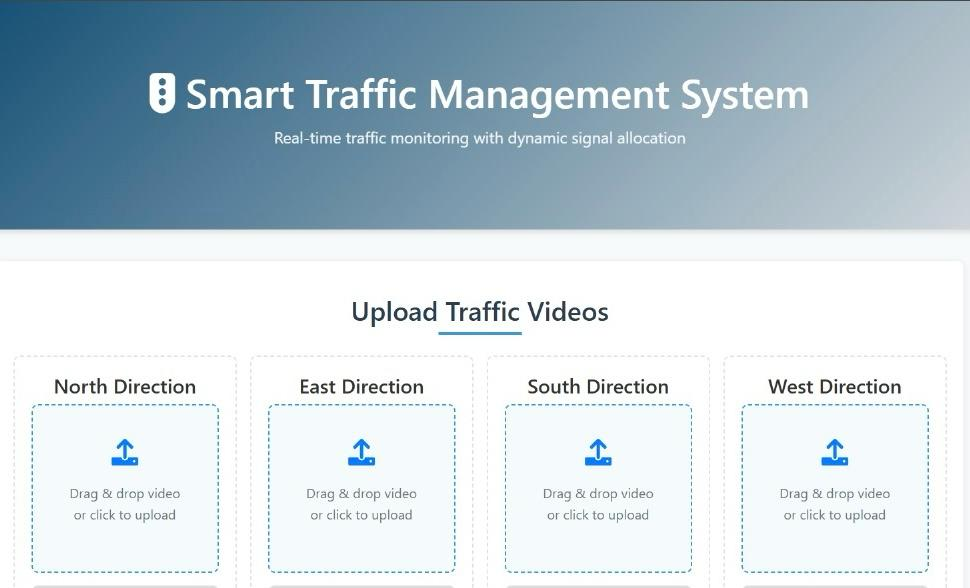 Smart Traffic Management System
Real-time traffic monitoring with dynamic signal allocation
Upload Traffic Videos
North Direction
Drag & drop video
or click to upload
East Direction
Drag & drop video
or click to upload
South Direction
Drag & drop video
or click to upload
West Direction
Drag & drop video
or click to upload